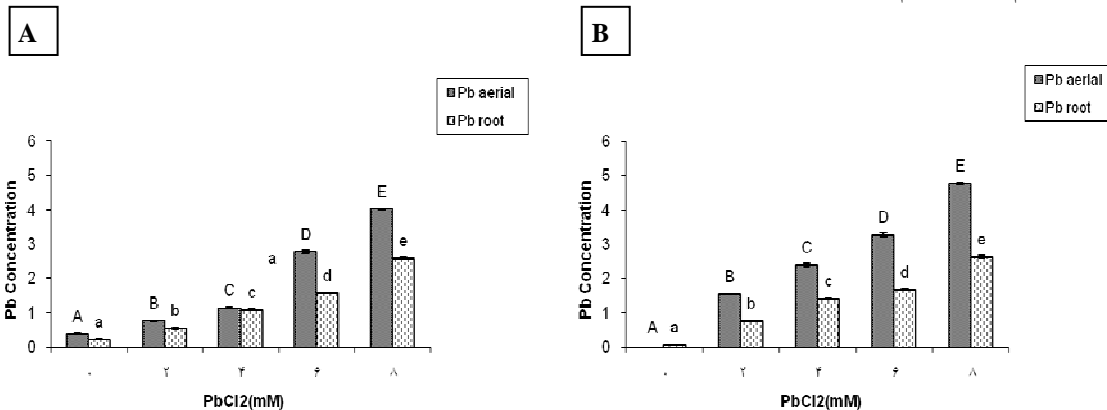 A
Pb aerial
Pb root
Pb Concentration
6
5
4
3
2
1
0
A a
B b
C c
a D d
E e
۰ ۲ ۴ ۶ ۸
PbCl2(mM)
B
Pb aerial
Pb root
Pb Concentration
6
5
4
3
2
1
0
A a
B b
C c
D d
E e
۰ ۲ ۴ ۶ ۸
PbCl2(mM)